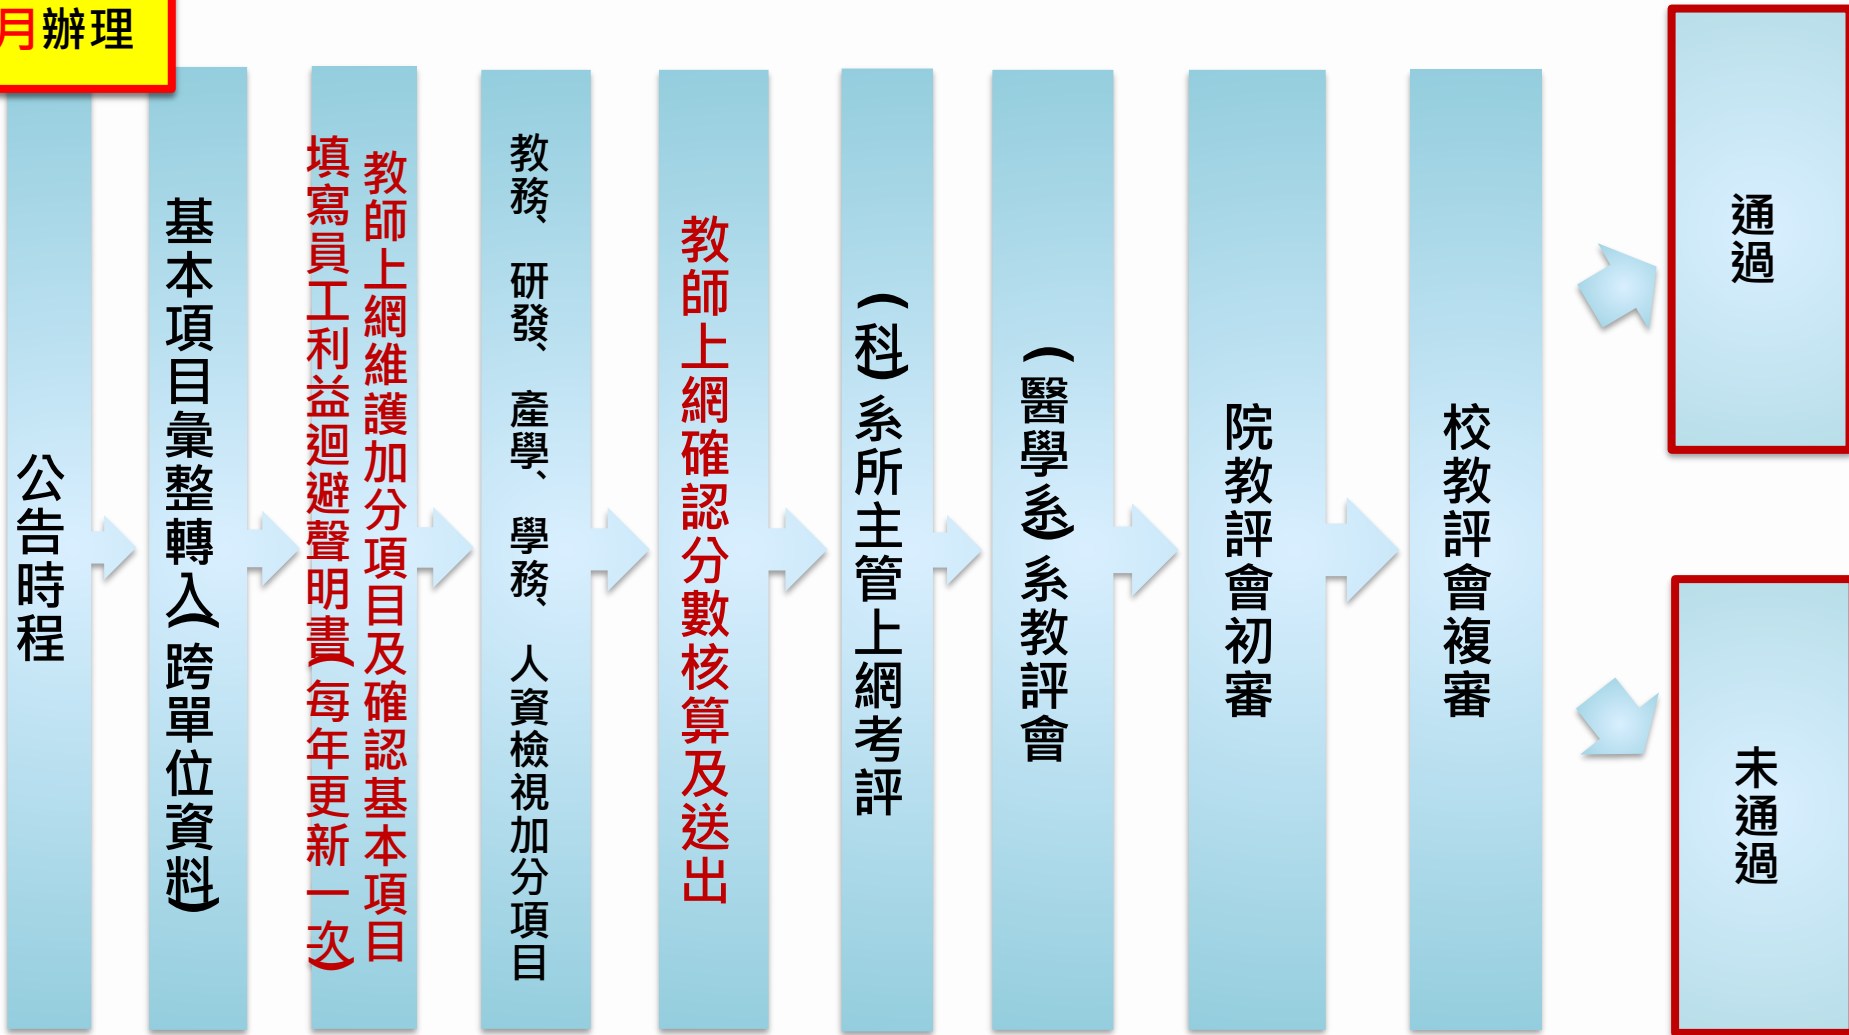 月辦理
公告時程
基本項目彙整轉入(跨單位資料)
教師上網維護加分項目及確認基本項目
填寫員工利益迴避聲明書(每年更新一次)
教務、研發、產學、學務、人資檢視加分項目
教師上網確認分數核算及送出
(科)系所主管上網考評
(醫學系)系教評會
院教評會初審
校教評會複審
通過
未通過